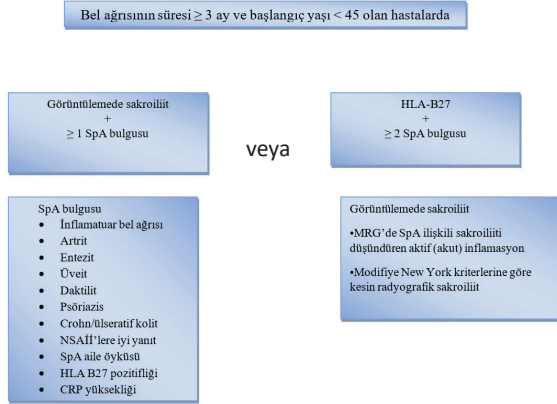 Bel ağrısının süresi ≥ 3 ay ve başlangıç yaşı < 45 olan hastalarda
Görüntülemede sakroiliit
+
≥ 1 SpA bulgusu
veya
HLA-B27
+
≥ 2 SpA bulgusu
SpA bulgusu
• İnflamatuar bel ağrısı
• Artrit
• Entezit
• Üveit
• Daktilit
• Psöriazis
• Crohn/ülseratif kolit
• NSAİİ’lere iyi yanıt
• SpA aile öyküsü
• HLA B27 pozitifliği
• CRP yüksekliği
Görüntülemede sakroiliit
•MRG’de SpA ilişkili sakroiliiti
düşündüren aktif (akut) inflamasyon
•Modifiye New York kriterlerine göre
kesin radyografik sakroiliit